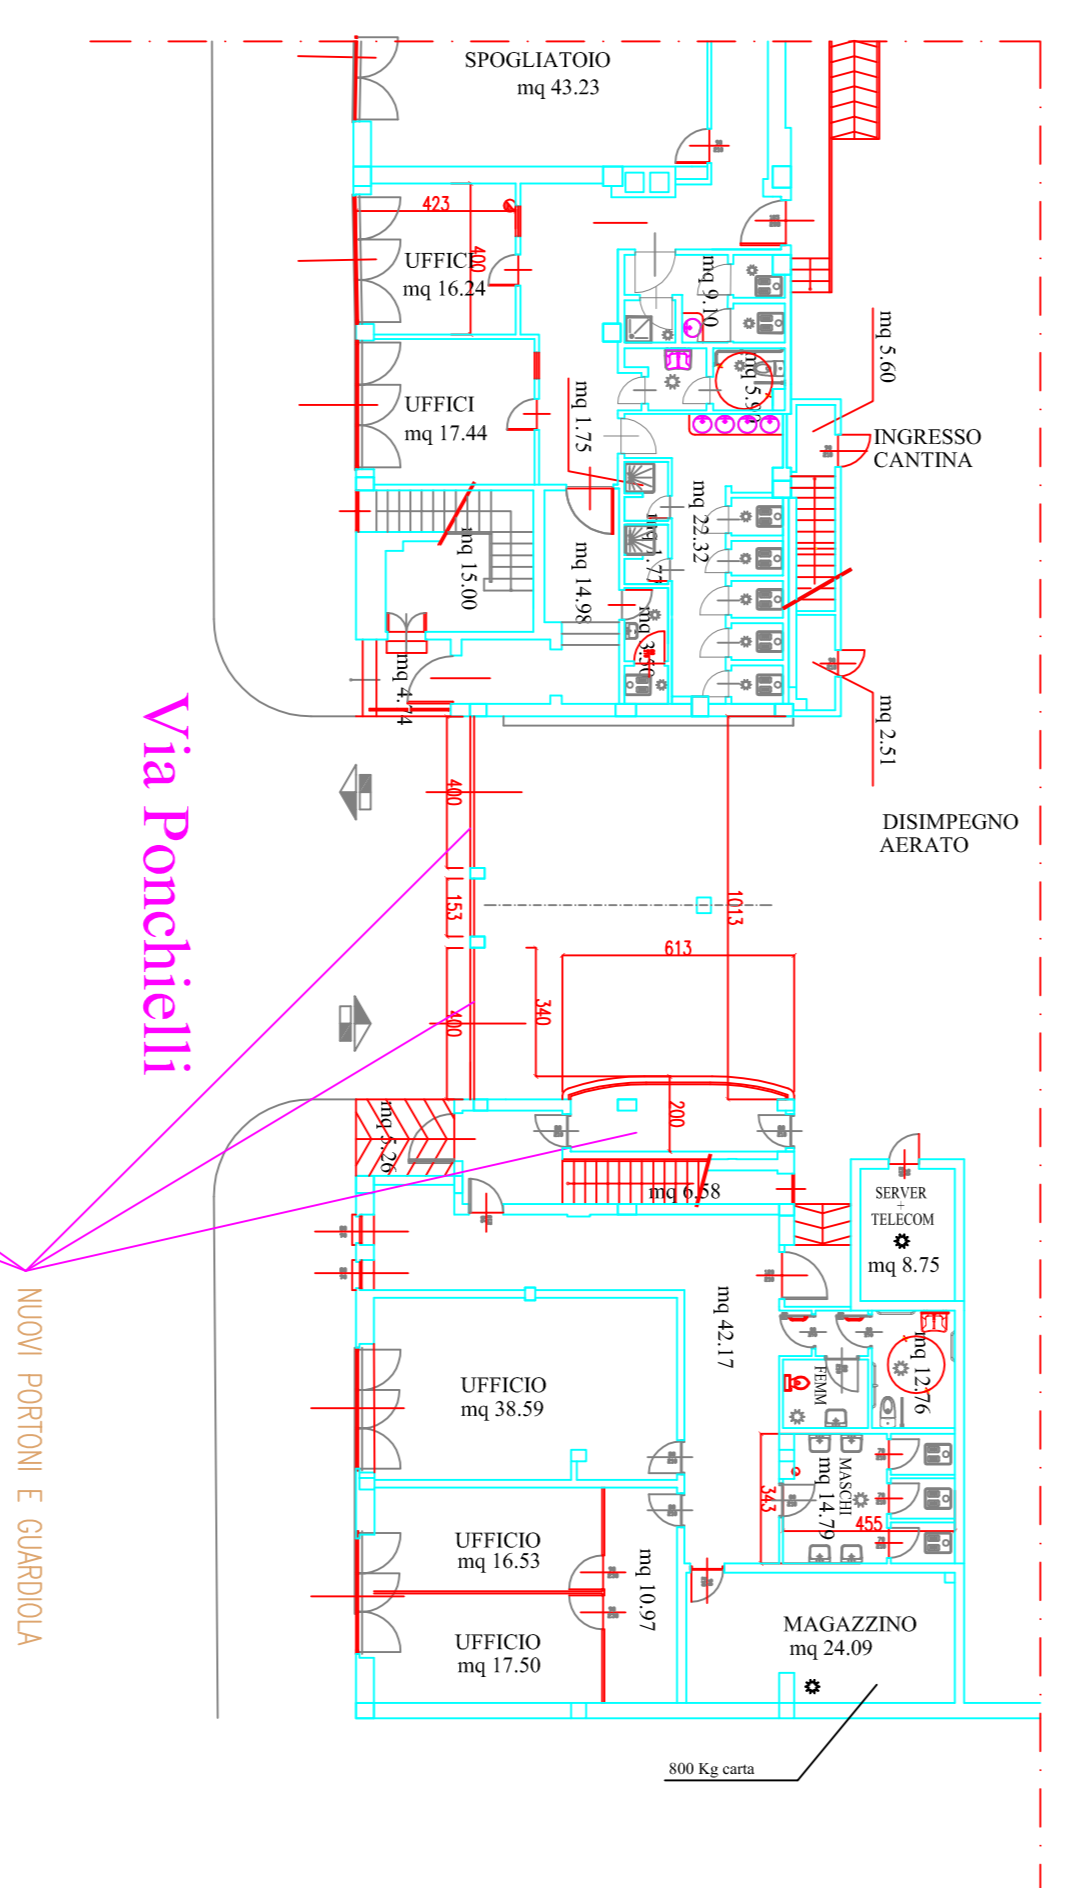 SPOGLIATOIO
mq 43.23
423
400
UFFICI
mq 16.24
mq 9.10
mq 5.60
UFFICI
mq 17.44
mq 1.75
INGRESSO
CANTINA
mq 22.32
mq 15.00
mq 14.98
mq 4.74
mq 2.51
400
153
400
1013
613
340
200
DISIMPEGNO
AERATO
Via Ponchielli
mq 5.26
mq 6.58
SERVER
+
TELECOM
mq 8.75
mq 42.17
mq 12.76
FEMM
UFFICIO
mq 38.59
MASCHI
mq 14.79
343
455
UFFICIO
mq 16.53
mq 10.97
UFFICIO
mq 17.50
MAGAZZINO
mq 24.09
800 Kg carta
NUOVI PORTONI E GUARDIOLA